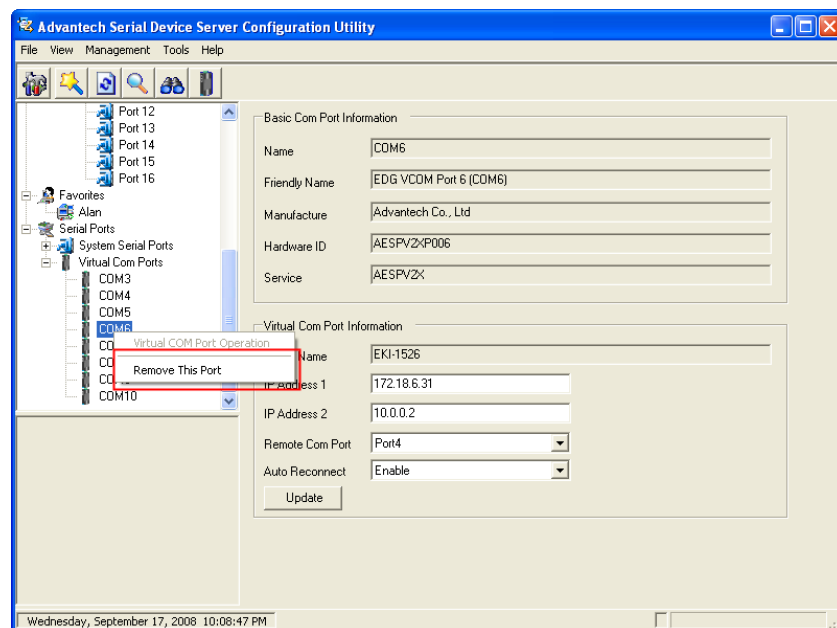 Advantech Serial Device Server Configuration Utility
File View Management Tools Help
Port 12
Port 13
Port 14
Port 15
Port 16
Favorites
Alan
Serial Ports
System Serial Ports
Virtual Com Ports
COM3
COM4
COM5
COM6
CO
CO
COM10
Virtual COM Port Operation
Remove This Port
Basic Com Port Information
Name COM6
Friendly Name EDG VCOM Port 6 (COM6)
Manufacture Advantech Co., Ltd
Hardware ID AESPV2XP006
Service AESPV2X
Virtual Com Port Information
Name EKI-1526
IP Address 1 172.18.6.31
IP Address 2 10.0.0.2
Remote Com Port Port4
Auto Reconnect Enable
Update
Wednesday, September 17, 2008 10:08:47 PM